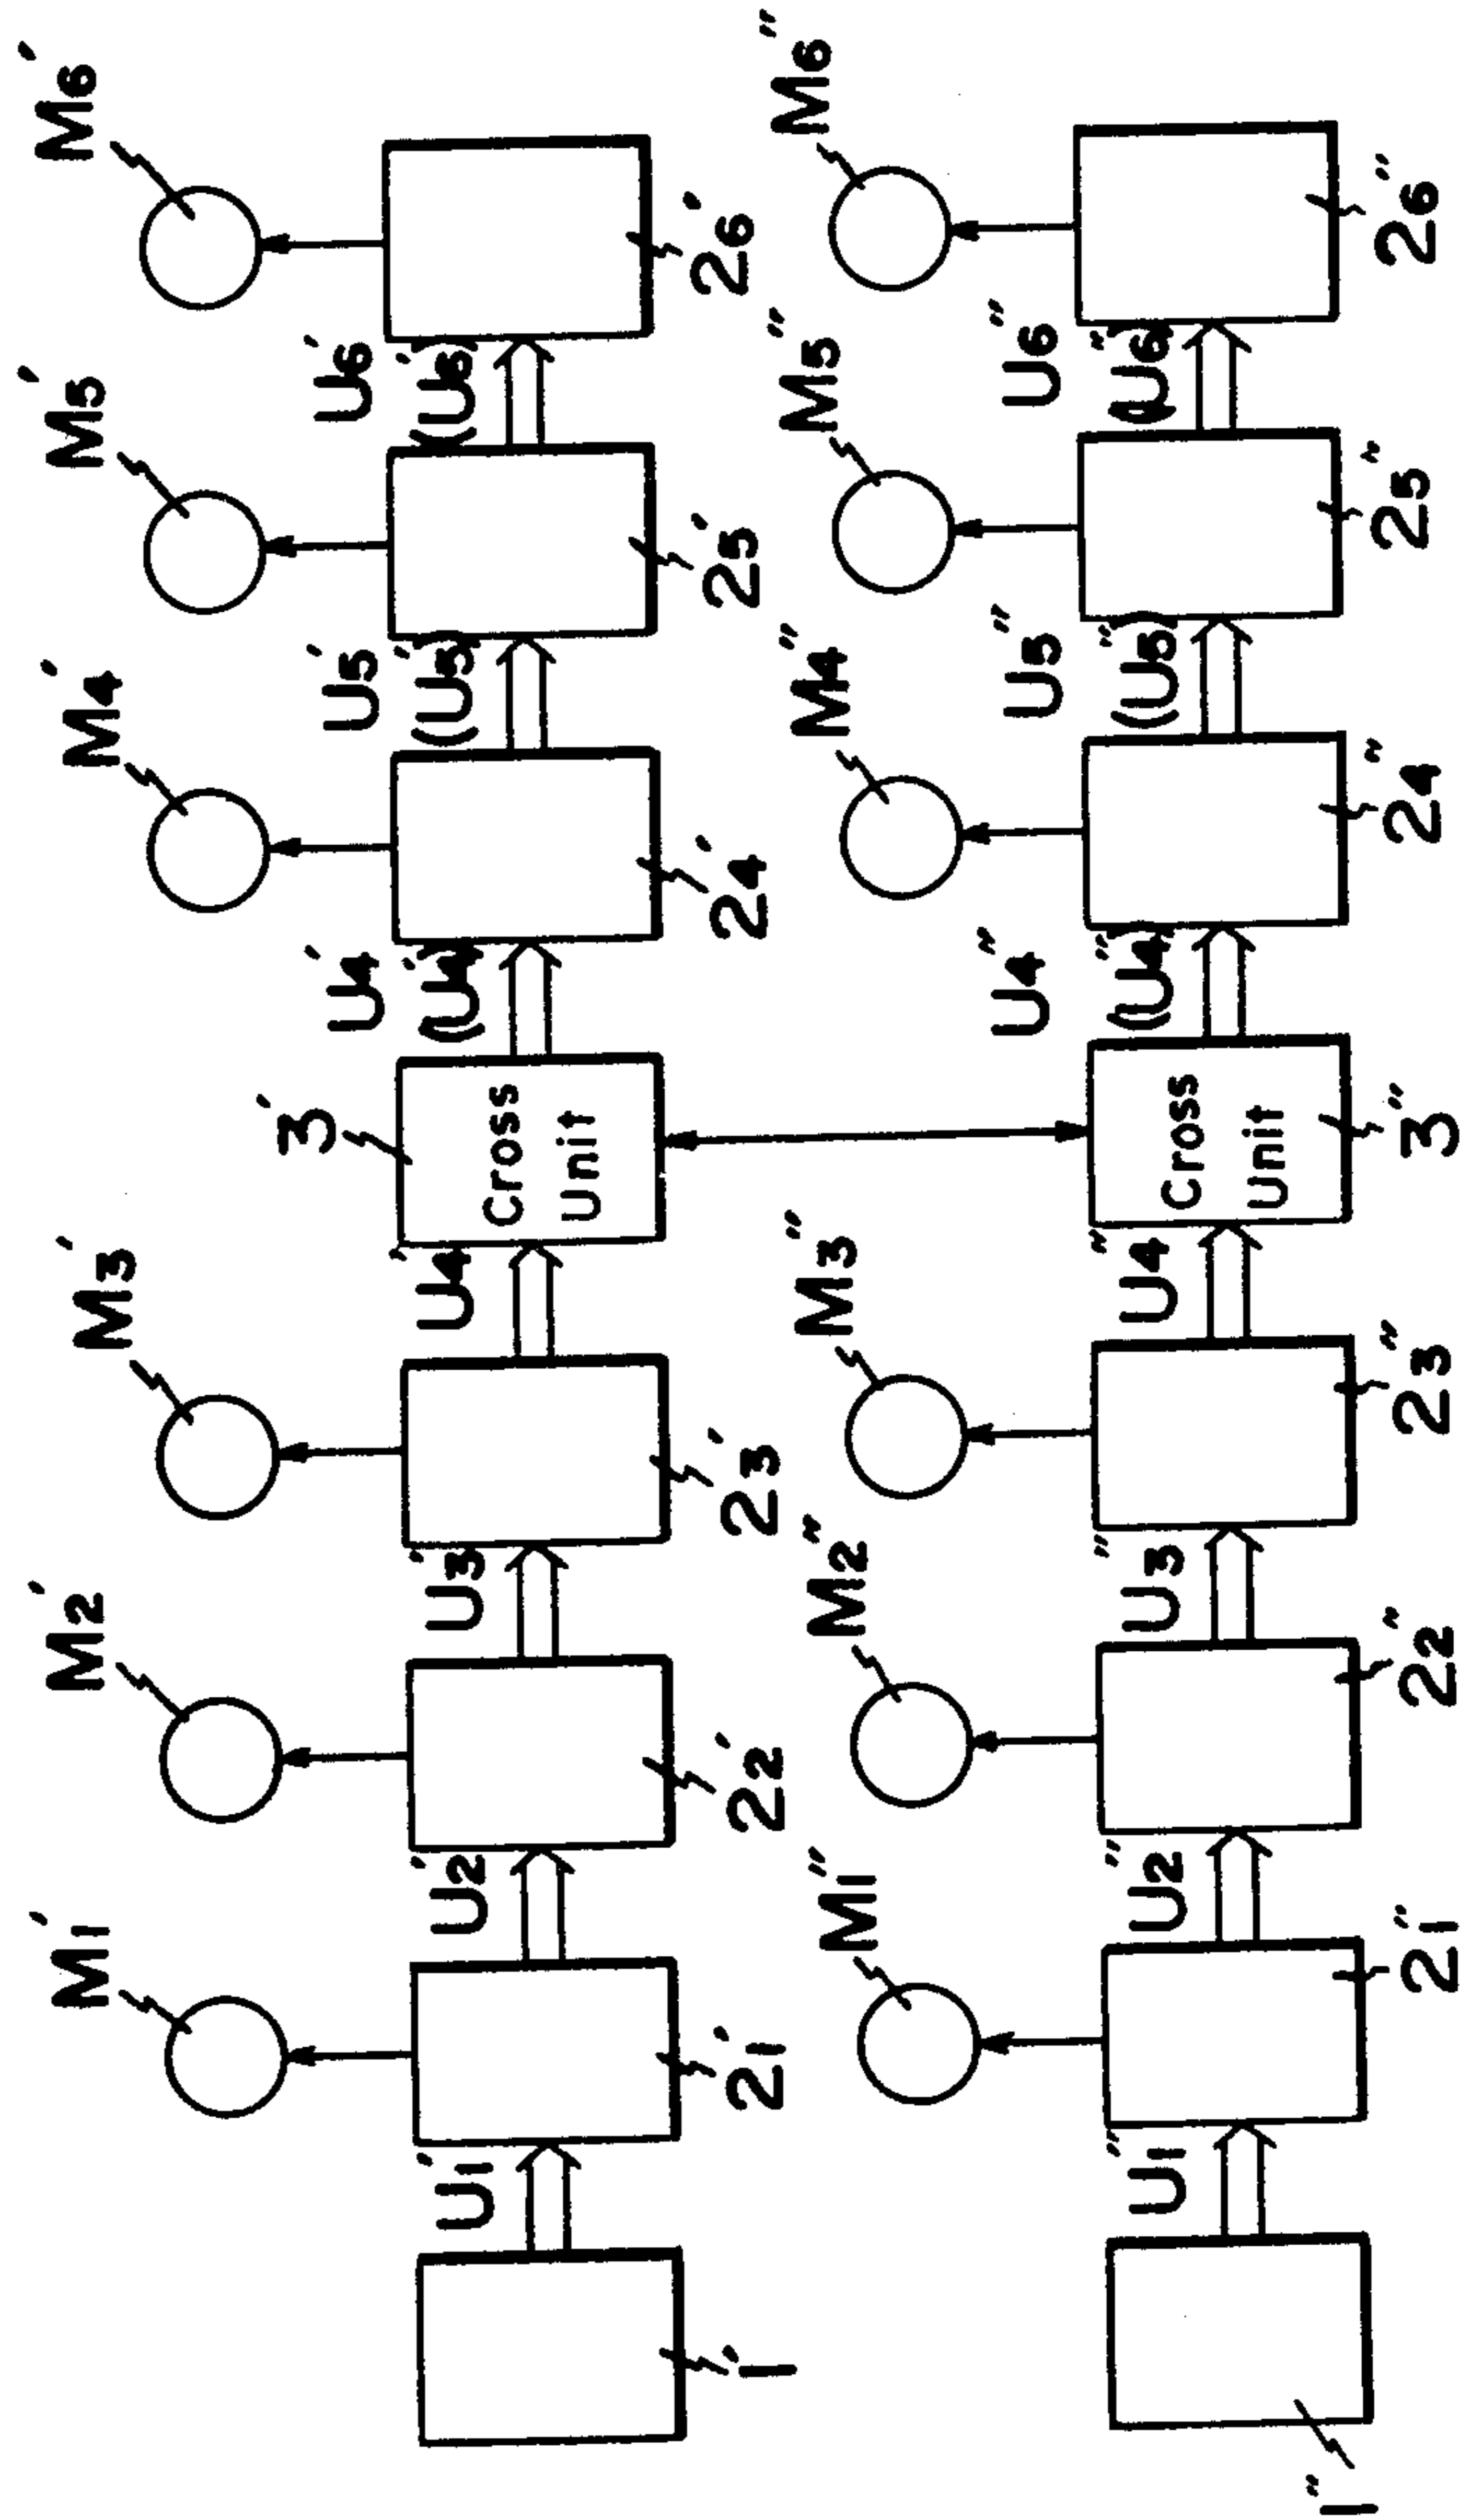 M1' M2' M3' M4' M5' M6'
3'
U4' U5' U6'
U1' U2' U3' U4' (U4') (U5') (U6')
Cross
Unit
1' 21' 22' 23' 24' 25' 26'
M1" M2" M3" M4" M5" M6"
U4" U5" U6"
U1" U2" U3" U4" (U4") (U5") (U6")
Cross
Unit
1" 21" 22" 23" 3" 24" 25" 26"